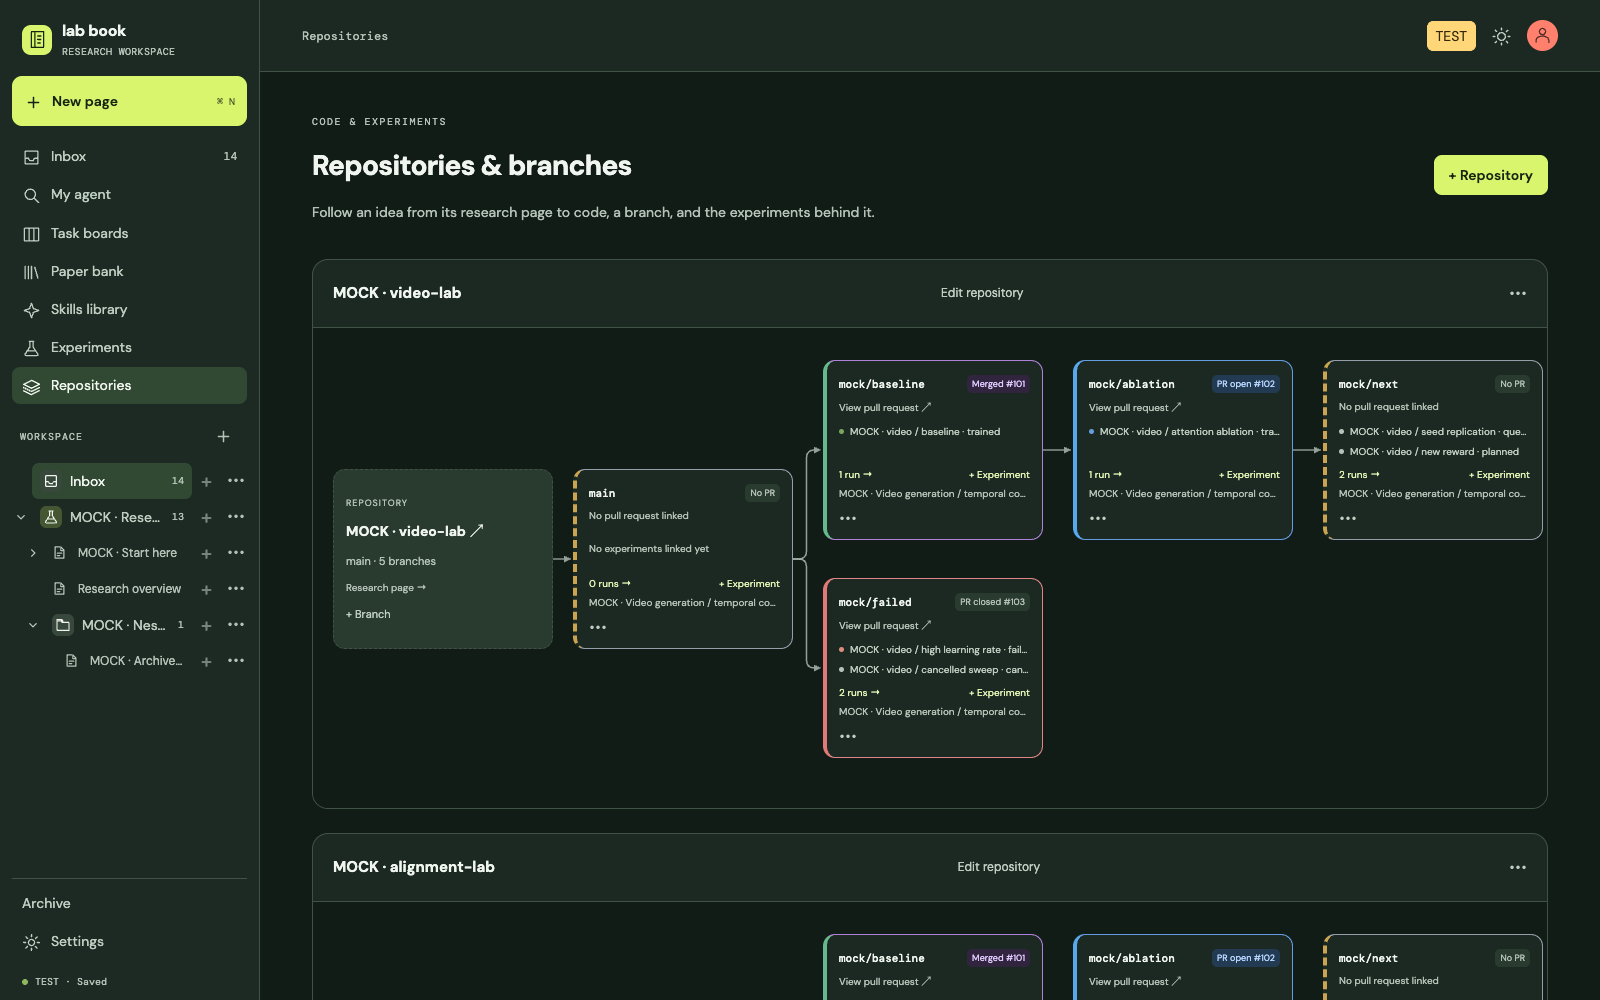 lab book
RESEARCH WORKSPACE
New page
⌘ N
Inbox
14
My agent
Task boards
Paper bank
Skills library
Experiments
Repositories
WORKSPACE
Inbox
14
MOCK · Rese...
13
MOCK · Start here
Research overview
MOCK · Nes...
1
MOCK · Archive...
Archive
Settings
TEST · Saved
Repositories
TEST
CODE & EXPERIMENTS
Repositories & branches
Follow an idea from its research page to code, a branch, and the experiments behind it.
+ Repository
MOCK · video-lab
Edit repository
REPOSITORY
MOCK · video-lab ↗
main · 5 branches
Research page →
+ Branch
main
No PR
No pull request linked
No experiments linked yet
0 runs →
+ Experiment
MOCK · Video generation / temporal co...
mock/baseline
Merged #101
View pull request ↗
MOCK · video / baseline · trained
1 run →
+ Experiment
MOCK · Video generation / temporal co...
mock/ablation
PR open #102
View pull request ↗
MOCK · video / attention ablation · tra...
1 run →
+ Experiment
MOCK · Video generation / temporal co...
mock/next
No PR
No pull request linked
MOCK · video / seed replication · que...
MOCK · video / new reward · planned
2 runs →
+ Experiment
MOCK · Video generation / temporal co...
mock/failed
PR closed #103
View pull request ↗
MOCK · video / high learning rate · fail...
MOCK · video / cancelled sweep · can...
2 runs →
+ Experiment
MOCK · Video generation / temporal co...
MOCK · alignment-lab
Edit repository
mock/baseline
Merged #101
View pull request ↗
mock/ablation
PR open #102
View pull request ↗
mock/next
No PR
No pull request linked